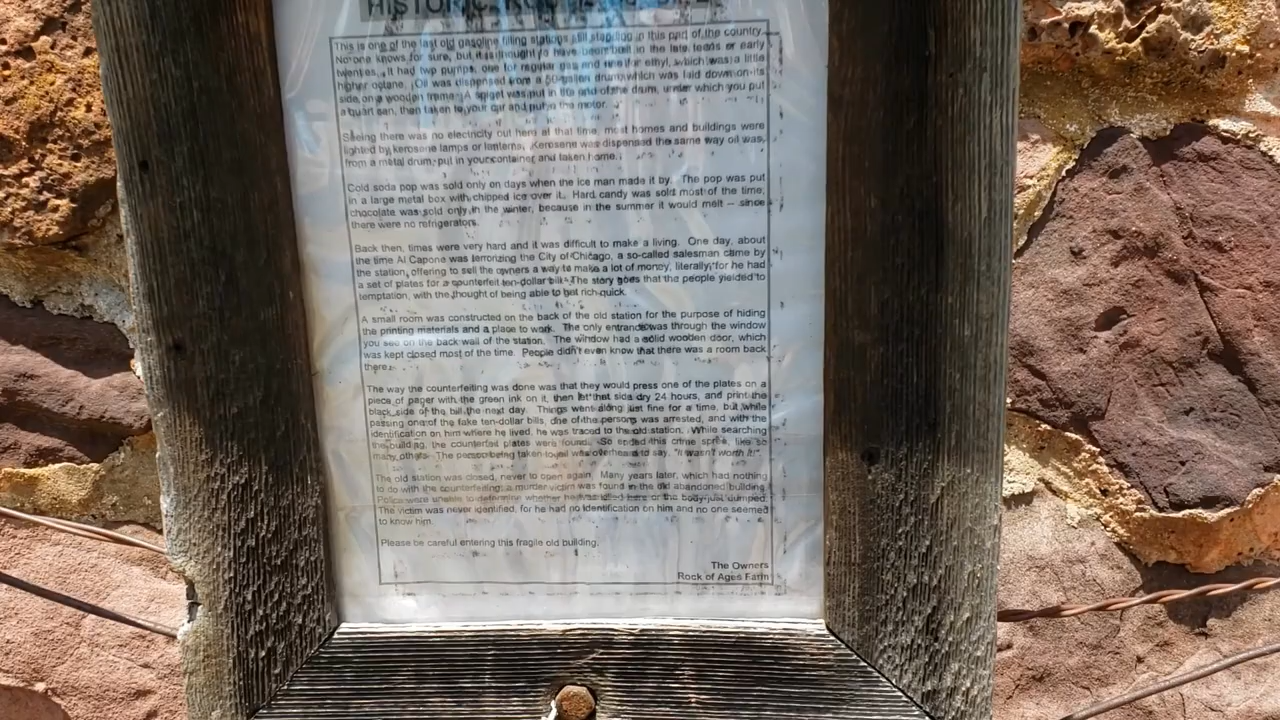 HISTORIC ROUTE 66
This is one of the last old gasoline filling stations still standing in this part of the country.
No one knows for sure, but it is thought to have been built in the late teens or early
twenties. It had two pumps, one for regular gas and one for ethyl, which was a little
higher octane. Oil was dispensed from a 50-gallon drum which was laid down on its
side on a wooden frame. A spiget was put in the end of the drum, under which you put
a quart can, then taken to your car and put in the motor.
Seeing there was no electricity out here at that time, most homes and buildings were
lighted by kerosene lamps or lanterns. Kerosene was dispensed the same way oil was,
from a metal drum, put in your container and taken home.
Cold soda pop was sold only on days when the ice man made it by. The pop was put
in a large metal box with chipped ice over it. Hard candy was sold most of the time,
chocolate was sold only in the winter, because in the summer it would melt – since
there were no refrigerators.
Back then, times were very hard and it was difficult to make a living. One day, about
the time Al Capone was terrorizing the City of Chicago, a so-called salesman came by
the station, offering to sell the owners a way to make a lot of money, literally, for he had
a set of plates for a counterfeit ten-dollar bill. The story goes that the people yielded to
temptation, with the thought of being able to get rich quick.
A small room was constructed on the back of the old station for the purpose of hiding
the printing materials and a place to work. The only entrance was through the window
you see on the back wall of the station. The window had a solid wooden door, which
was kept closed most of the time. People didn't even know that there was a room back
there.
The way the counterfeiting was done was that they would press one of the plates on a
piece of paper with the green ink on it, then let that side dry 24 hours, and print the
black side of the bill the next day. Things went along just fine for a time, but while
passing one of the fake ten-dollar bills, one of the persons was arrested, and with the
identification on him where he lived, he was traced to the old station. While searching
the building, the counterfeit plates were found. So ended this crime spree, like so
many others. The person being taken to jail was overheard to say, "It wasn't worth it!".
The old station was closed, never to open again. Many years later, which had nothing
to do with the counterfeiting, a murder victim was found in the old abandoned building.
Police were unable to determine whether he was killed here or the body just dumped.
The victim was never identified, for he had no identification on him and no one seemed
to know him.
Please be careful entering this fragile old building.
The Owners
Rock of Ages Farm